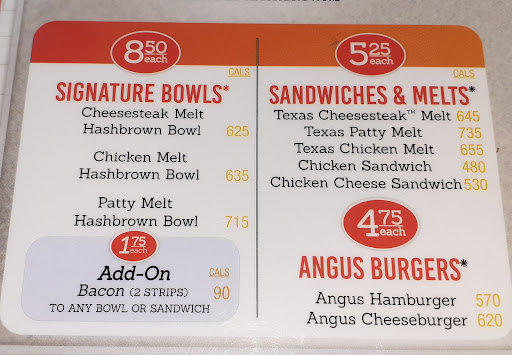 8.50
each
CALS
SIGNATURE BOWLS*
Cheesesteak Melt
Hashbrown Bowl 625
Chicken Melt
Hashbrown Bowl 635
Patty Melt
Hashbrown Bowl 715
1.75
each
Add-On CALS
Bacon (2 STRIPS) 90
TO ANY BOWL OR SANDWICH
5.25
each
CALS
SANDWICHES & MELTS*
Texas Cheesesteak™ Melt 645
Texas Patty Melt 735
Texas Chicken Melt 655
Chicken Sandwich 480
Chicken Cheese Sandwich 530
4.75
each
ANGUS BURGERS*
Angus Hamburger 570
Angus Cheeseburger 620